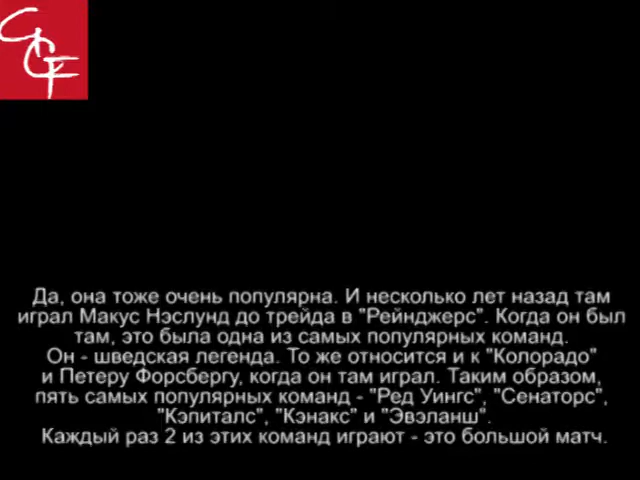 GCF
Да, она тоже очень популярна. И несколько лет назад там
играл Макус Нэслунд до трейда в "Рейнджерс". Когда он был
там, это была одна из самых популярных команд.
Он - шведская легенда. То же относится и к "Колорадо"
и Петеру Форсбергу, когда он там играл. Таким образом,
пять самых популярных команд - "Ред Уингс", "Сенаторс",
"Кэпиталс", "Кэнакс" и "Эвэланш".
Каждый раз 2 из этих команд играют - это большой матч.